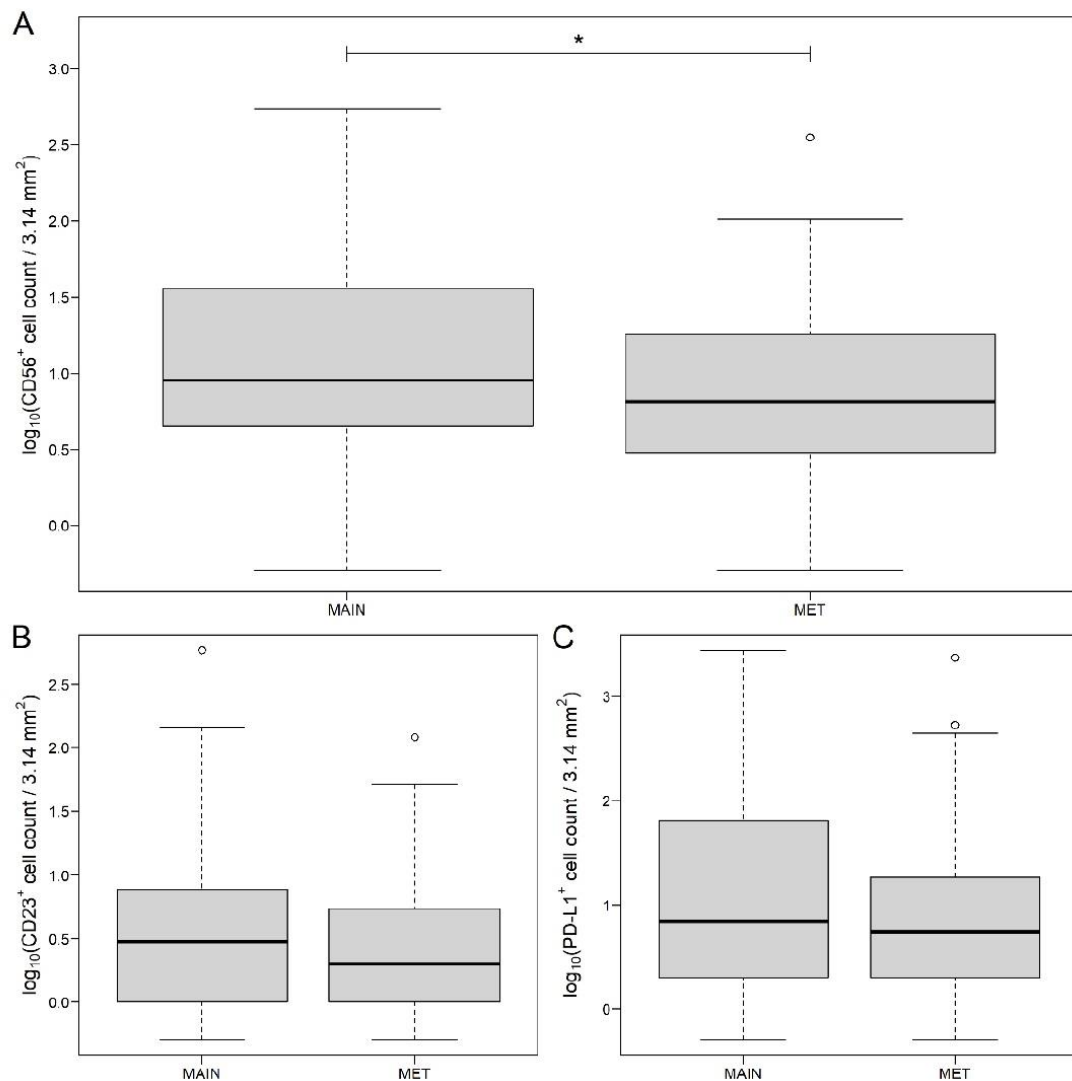 A
*
log₁₀(CD56⁺ cell count / 3.14 mm²)
3.0
2.5
2.0
1.5
1.0
0.5
0.0
MAIN MET
B
log₁₀(CD23⁺ cell count / 3.14 mm²)
2.5
2.0
1.5
1.0
0.5
0.0
MAIN MET
C
log₁₀(PD-L1⁺ cell count / 3.14 mm²)
3
2
1
0
MAIN MET